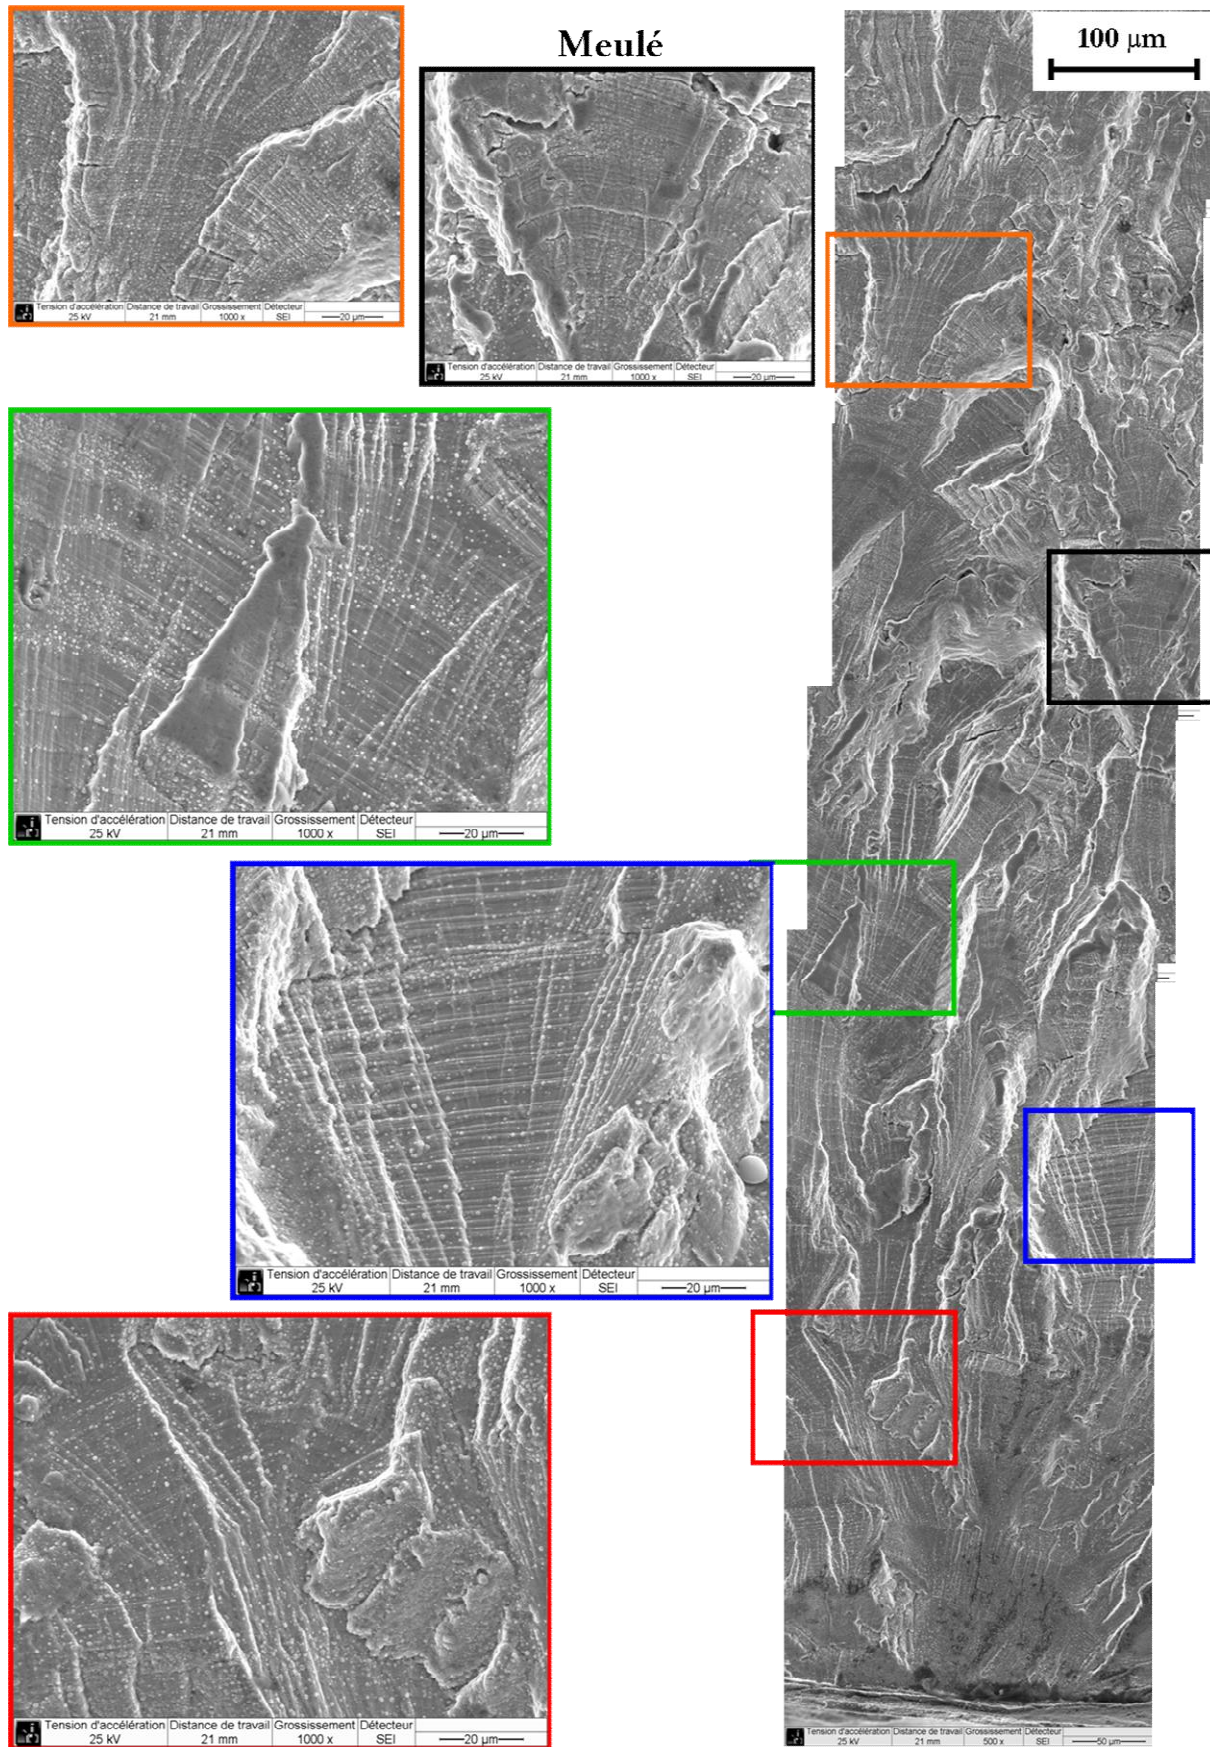 Meulé
100 µm
Tension d'accélération Distance de travail Grossissement Détecteur
25 kV 21 mm 1000 x SEI 20 µm
Tension d'accélération Distance de travail Grossissement Détecteur
25 kV 21 mm 1000 x SEI 20 µm
Tension d'accélération Distance de travail Grossissement Détecteur
25 kV 21 mm 1000 x SEI 20 µm
Tension d'accélération Distance de travail Grossissement Détecteur
25 kV 21 mm 1000 x SEI 20 µm
Tension d'accélération Distance de travail Grossissement Détecteur
25 kV 21 mm 1000 x SEI 20 µm
Tension d'accélération Distance de travail Grossissement Détecteur
25 kV 21 mm 500 x SEI 50 µm